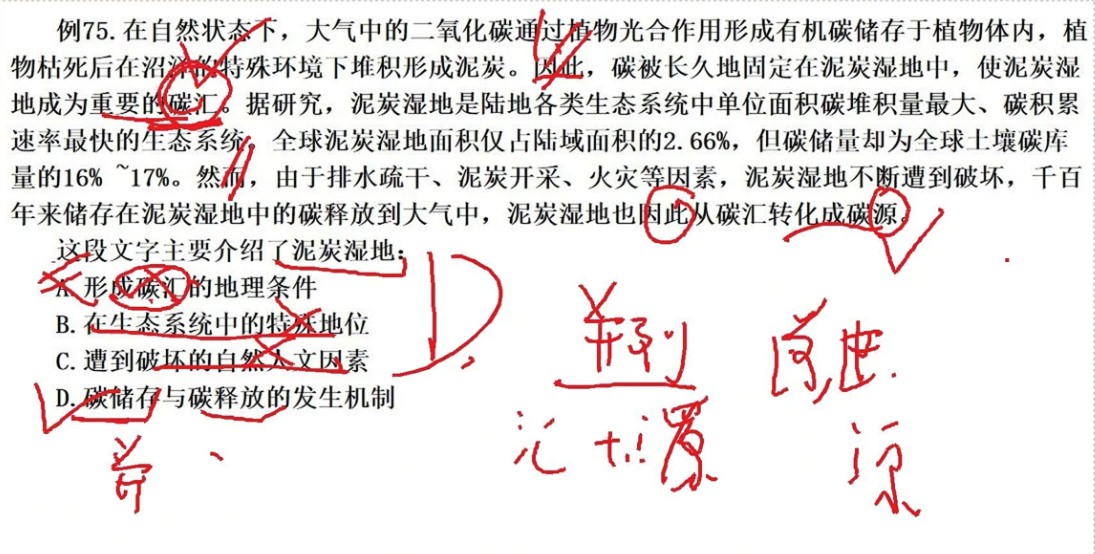 例75.在自然状态下，大气中的二氧化碳通过植物光合作用形成有机碳储存于植物体内，植
物枯死后在沼泽的特殊环境下堆积形成泥炭。因此，碳被长久地固定在泥炭湿地中，使泥炭湿
地成为重要的碳汇。据研究，泥炭湿地是陆地各类生态系统中单位面积碳堆积量最大、碳积累
速率最快的生态系统。全球泥炭湿地面积仅占陆域面积的2.66%，但碳储量却为全球土壤碳库
量的16% ~17%。然而，由于排水疏干、泥炭开采、火灾等因素，泥炭湿地不断遭到破坏，千百
年来储存在泥炭湿地中的碳释放到大气中，泥炭湿地也因此从碳汇转化成碳源。
这段文字主要介绍了泥炭湿地：
A.形成碳汇的地理条件
B.在生态系统中的特殊地位
C.遭到破坏的自然人文因素
D.碳储存与碳释放的发生机制
并列
汇+源
源
并